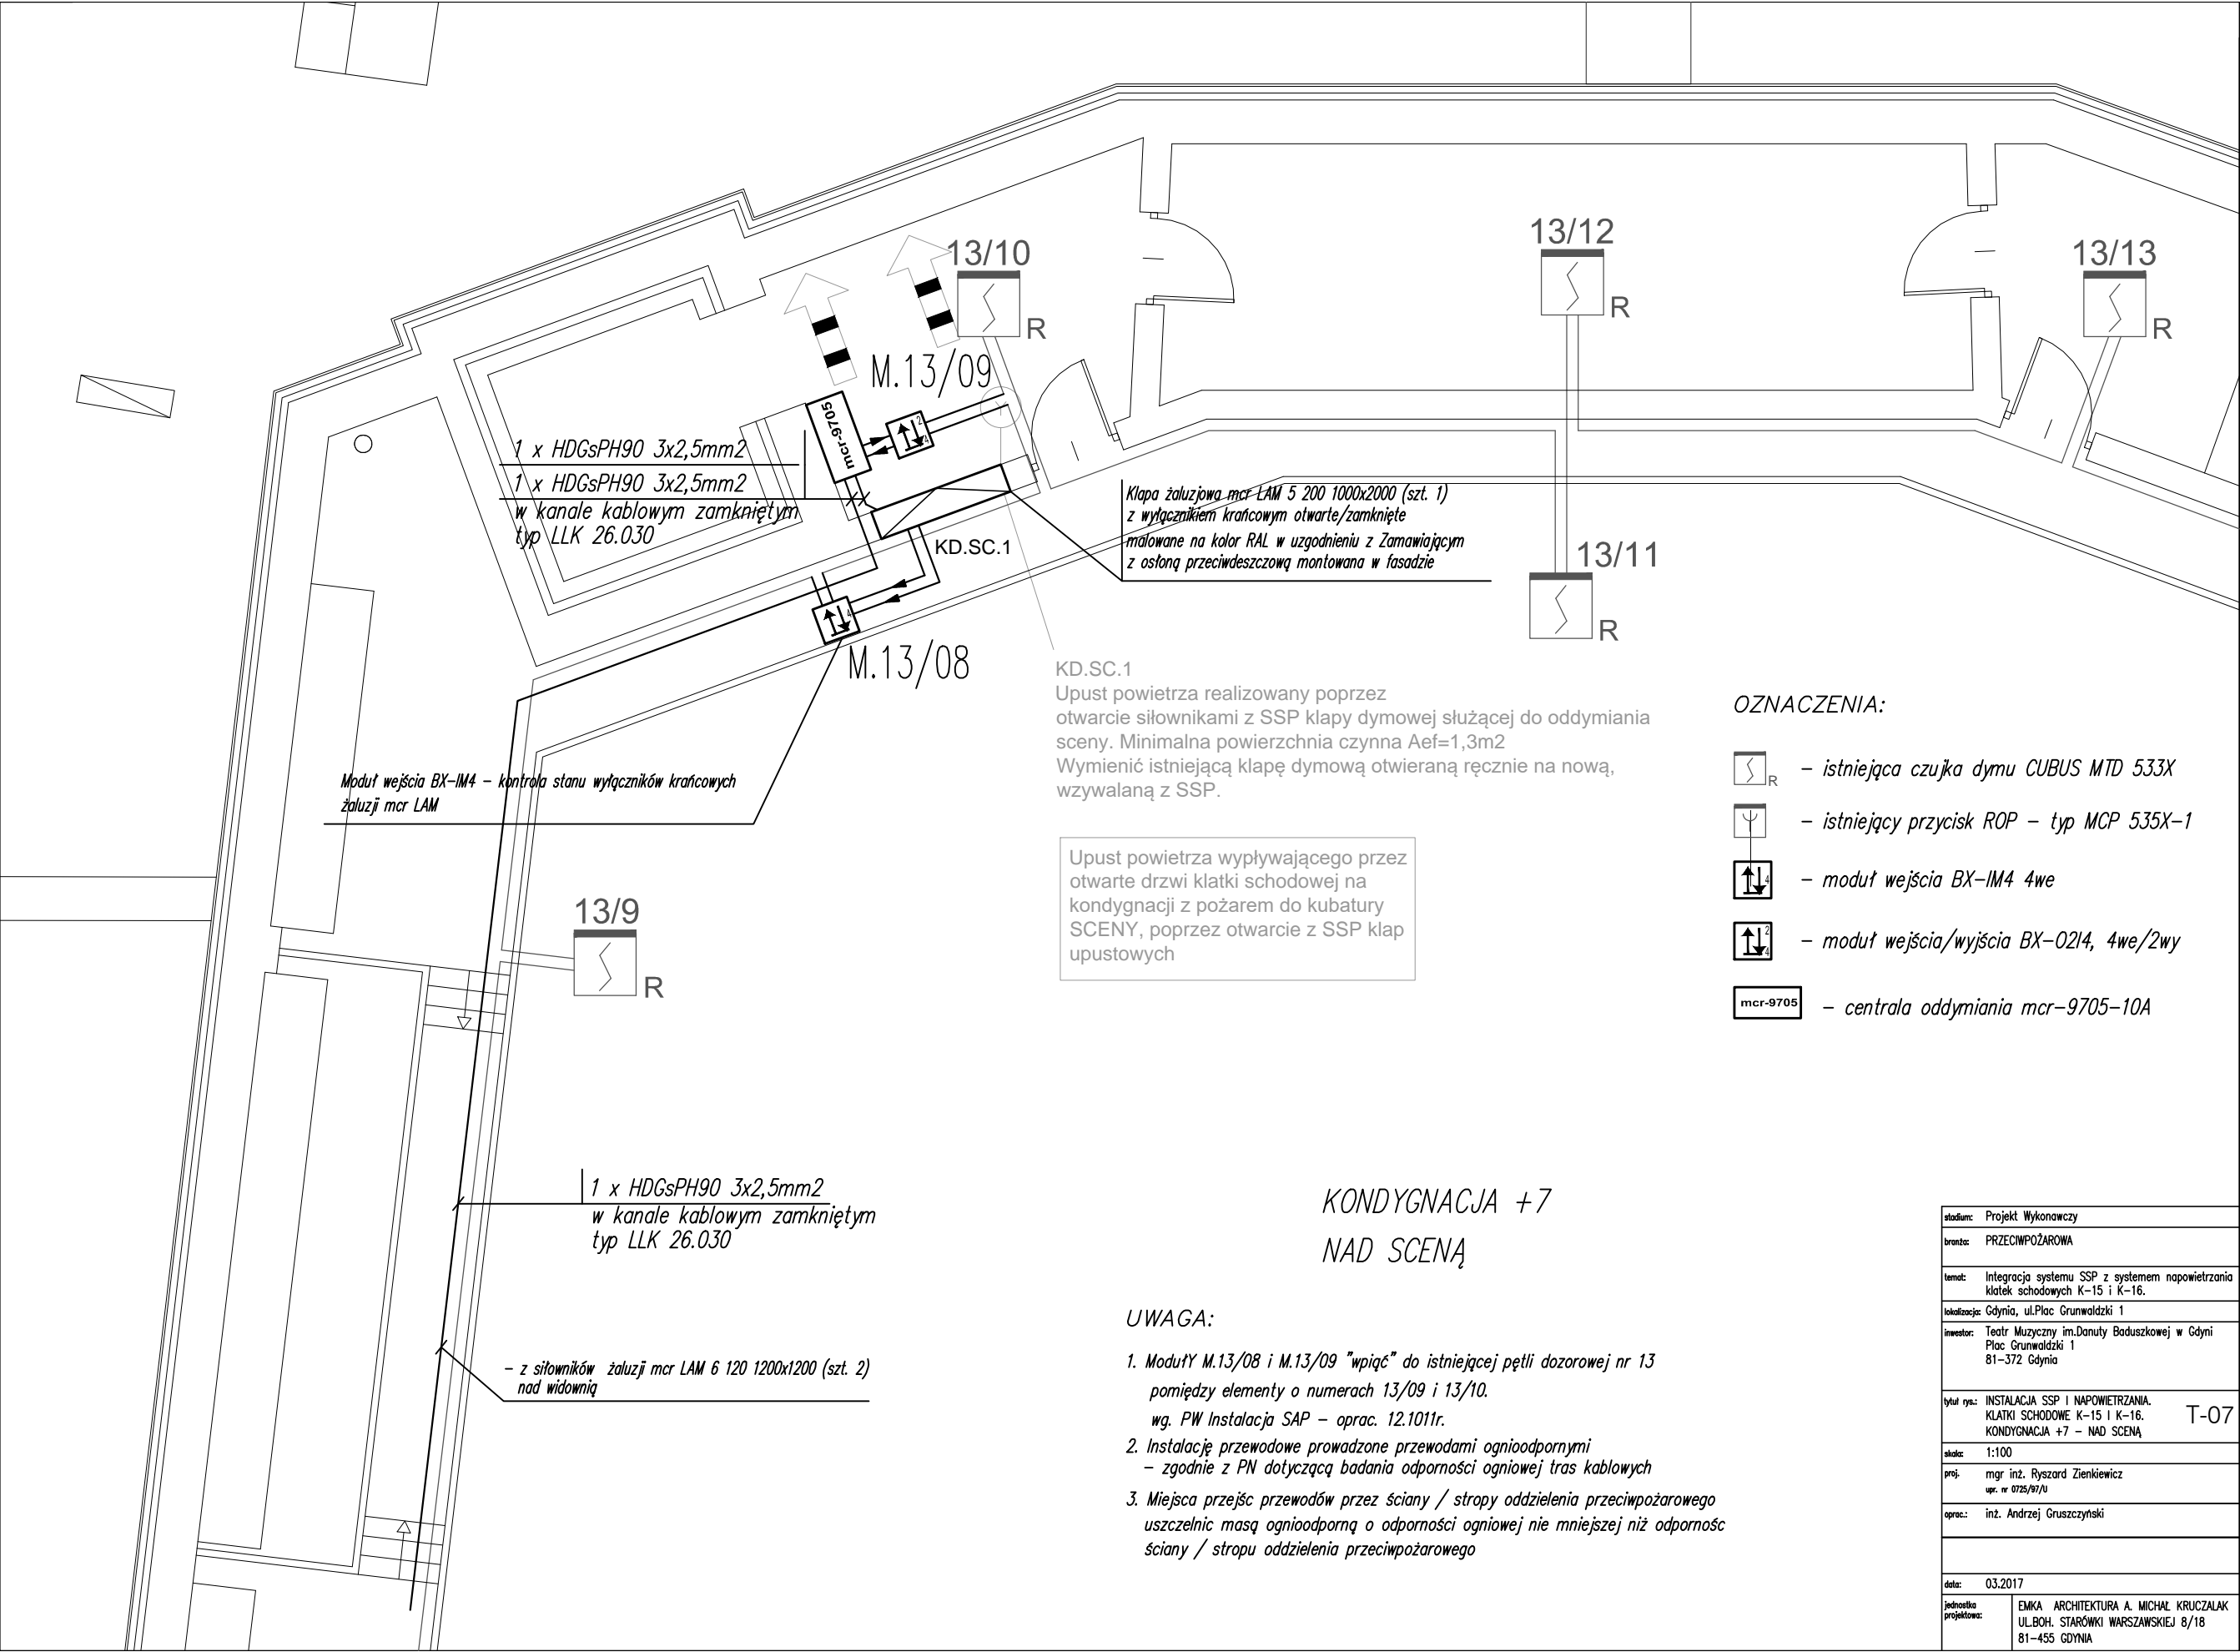 13/10
R
13/12
R
13/13
R
M.13/09
mcr-9705
2
4
1 x HDGsPH90 3x2,5mm2
1 x HDGsPH90 3x2,5mm2
w kanale kablowym zamkniętym
typ LLK 26.030
KD.SC.1
Klapa żaluzjowa mcr LAM 5 200 1000x2000 (szt. 1)
z wyłącznikiem krańcowym otwarte/zamknięte
malowane na kolor RAL w uzgodnieniu z Zamawiającym
z osłoną przeciwdeszczową montowana w fasadzie
13/11
R
4
M.13/08
KD.SC.1
Upust powietrza realizowany poprzez
otwarcie siłownikami z SSP klapy dymowej służącej do oddymiania
sceny. Minimalna powierzchnia czynna Aef=1,3m2
Wymienić istniejącą klapę dymową otwieraną ręcznie na nową,
wzywalaną z SSP.
Moduł wejścia BX-IM4 - kontrola stanu wyłączników krańcowych
żaluzji mcr LAM
Upust powietrza wypływającego przez
otwarte drzwi klatki schodowej na
kondygnacji z pożarem do kubatury
SCENY, poprzez otwarcie z SSP klap
upustowych
13/9
R
OZNACZENIA:
R
- istniejąca czujka dymu CUBUS MTD 533X
- istniejący przycisk ROP - typ MCP 535X-1
4
- moduł wejścia BX-IM4 4we
2
4
- moduł wejścia/wyjścia BX-O2I4, 4we/2wy
mcr-9705
- centrala oddymiania mcr-9705-10A
1 x HDGsPH90 3x2,5mm2
w kanale kablowym zamkniętym
typ LLK 26.030
- z siłowników żaluzji mcr LAM 6 120 1200x1200 (szt. 2)
nad widownią
KONDYGNACJA +7
NAD SCENĄ
UWAGA:
1. ModułY M.13/08 i M.13/09 "wpiąć" do istniejącej pętli dozorowej nr 13
pomiędzy elementy o numerach 13/09 i 13/10.
wg. PW Instalacja SAP - oprac. 12.1011r.
2. Instalację przewodowe prowadzone przewodami ognioodpornymi
- zgodnie z PN dotyczącą badania odporności ogniowej tras kablowych
3. Miejsca przejśc przewodów przez ściany / stropy oddzielenia przeciwpożarowego
uszczelnic masą ognioodporną o odporności ogniowej nie mniejszej niż odpornośc
ściany / stropu oddzielenia przeciwpożarowego
stadium: Projekt Wykonawczy
branża: PRZECIWPOŻAROWA
temat: Integracja systemu SSP z systemem napowietrzania
klatek schodowych K-15 i K-16.
lokalizacja: Gdynia, ul.Plac Grunwaldzki 1
inwestor: Teatr Muzyczny im.Danuty Baduszkowej w Gdyni
Plac Grunwaldzki 1
81-372 Gdynia
tytuł rys.: INSTALACJA SSP I NAPOWIETRZANIA.
KLATKI SCHODOWE K-15 I K-16.
KONDYGNACJA +7 - NAD SCENĄ
T-07
skala: 1:100
proj. mgr inż. Ryszard Zienkiewicz
upr. nr 0725/97/U
oprac.: inż. Andrzej Gruszczyński
data: 03.2017
jednostka
projektowa:
EMKA ARCHITEKTURA A. MICHAŁ KRUCZALAK
UL.BOH. STARÓWKI WARSZAWSKIEJ 8/18
81-455 GDYNIA